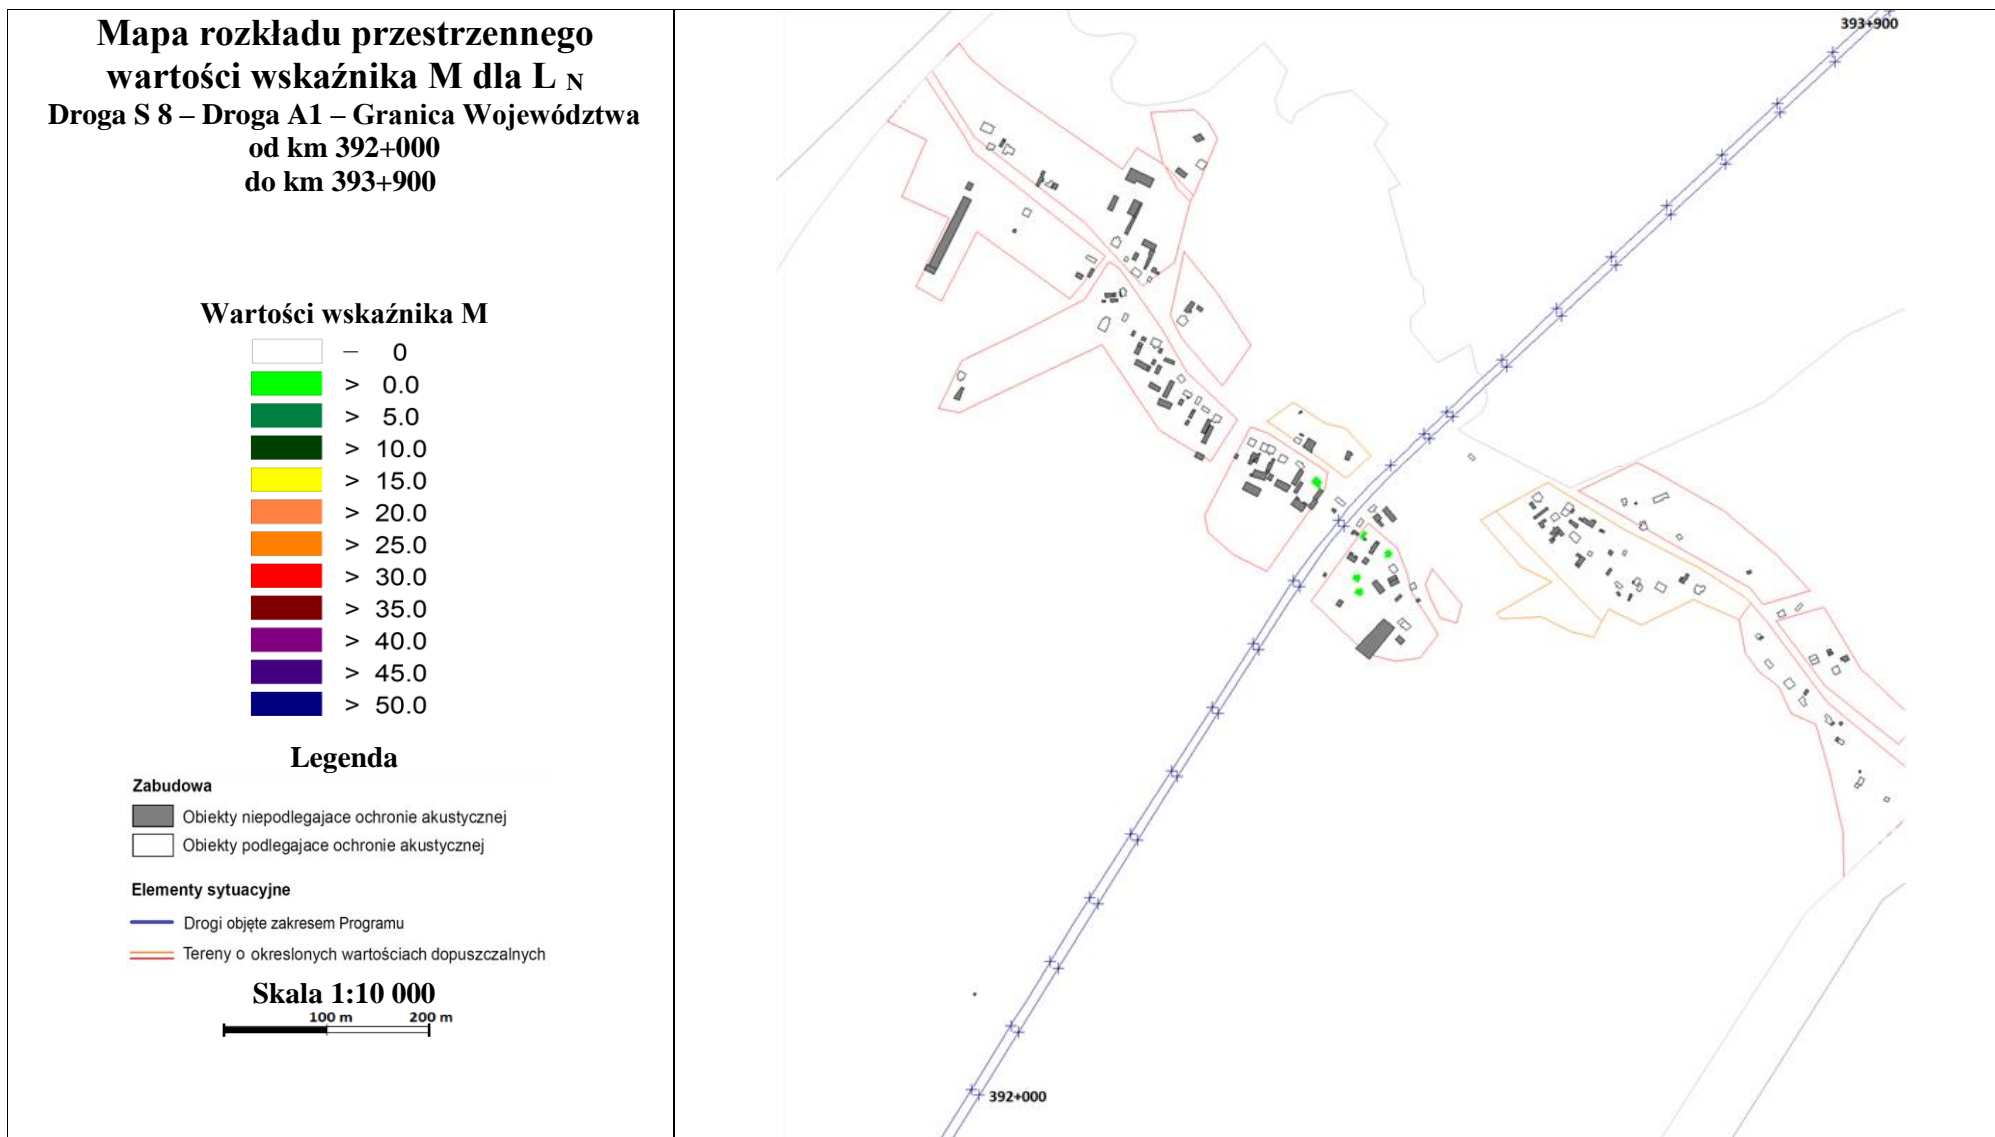 Mapa rozkładu przestrzennego
wartości wskaźnika M dla L N
Droga S 8 – Droga A1 – Granica Województwa
od km 392+000
do km 393+900
Wartości wskaźnika M
– 0
> 0.0
> 5.0
> 10.0
> 15.0
> 20.0
> 25.0
> 30.0
> 35.0
> 40.0
> 45.0
> 50.0
Legenda
Zabudowa
Obiekty niepodlegajace ochronie akustycznej
Obiekty podlegajace ochronie akustycznej
Elementy sytuacyjne
Drogi objęte zakresem Programu
Tereny o okreslonych wartościach dopuszczalnych
Skala 1:10 000
100 m 200 m
393+900
392+000